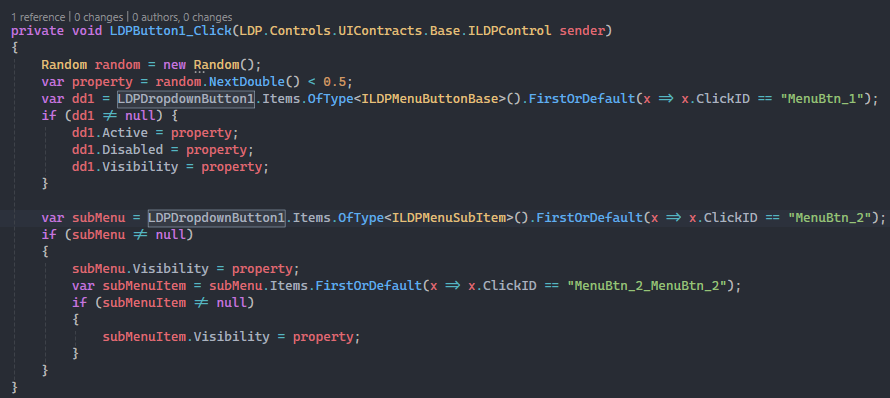 1 reference | 0 changes | 0 authors, 0 changes
private void LDPButton1_Click(LDP.Controls.UIContracts.Base.ILDPControl sender)
{
Random random = new Random();
var property = random.NextDouble() < 0.5;
var dd1 = LDPDropdownButton1.Items.OfType<ILDPMenuButtonBase>().FirstOrDefault(x => x.ClickID == "MenuBtn_1");
if (dd1 != null) {
dd1.Active = property;
dd1.Disabled = property;
dd1.Visibility = property;
}
var subMenu = LDPDropdownButton1.Items.OfType<ILDPMenuSubItem>().FirstOrDefault(x => x.ClickID == "MenuBtn_2");
if (subMenu != null)
{
subMenu.Visibility = property;
var subMenuItem = subMenu.Items.FirstOrDefault(x => x.ClickID == "MenuBtn_2_MenuBtn_2");
if (subMenuItem != null)
{
subMenuItem.Visibility = property;
}
}
}